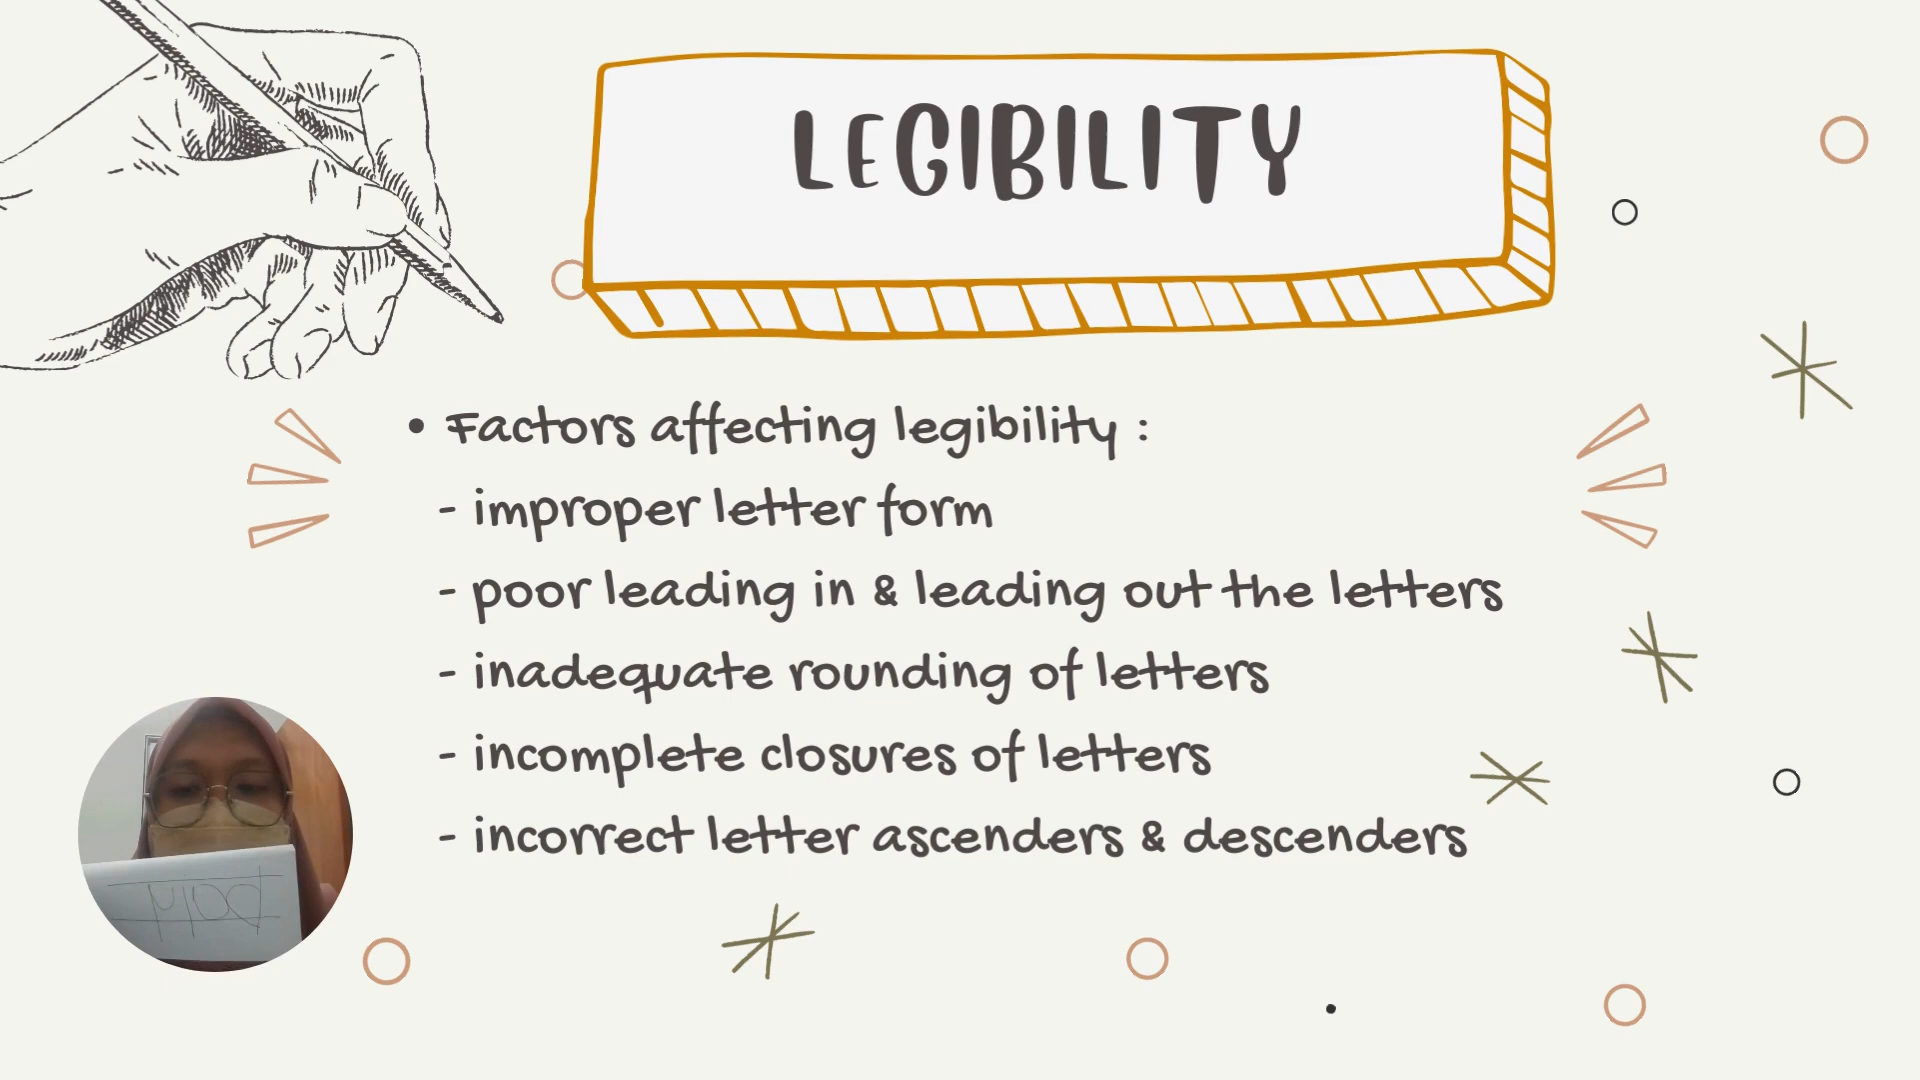 LEGIBILITY
• Factors affecting legibility :
- improper letter form
- poor leading in & leading out the letters
- inadequate rounding of letters
- incomplete closures of letters
- incorrect letter ascenders & descenders